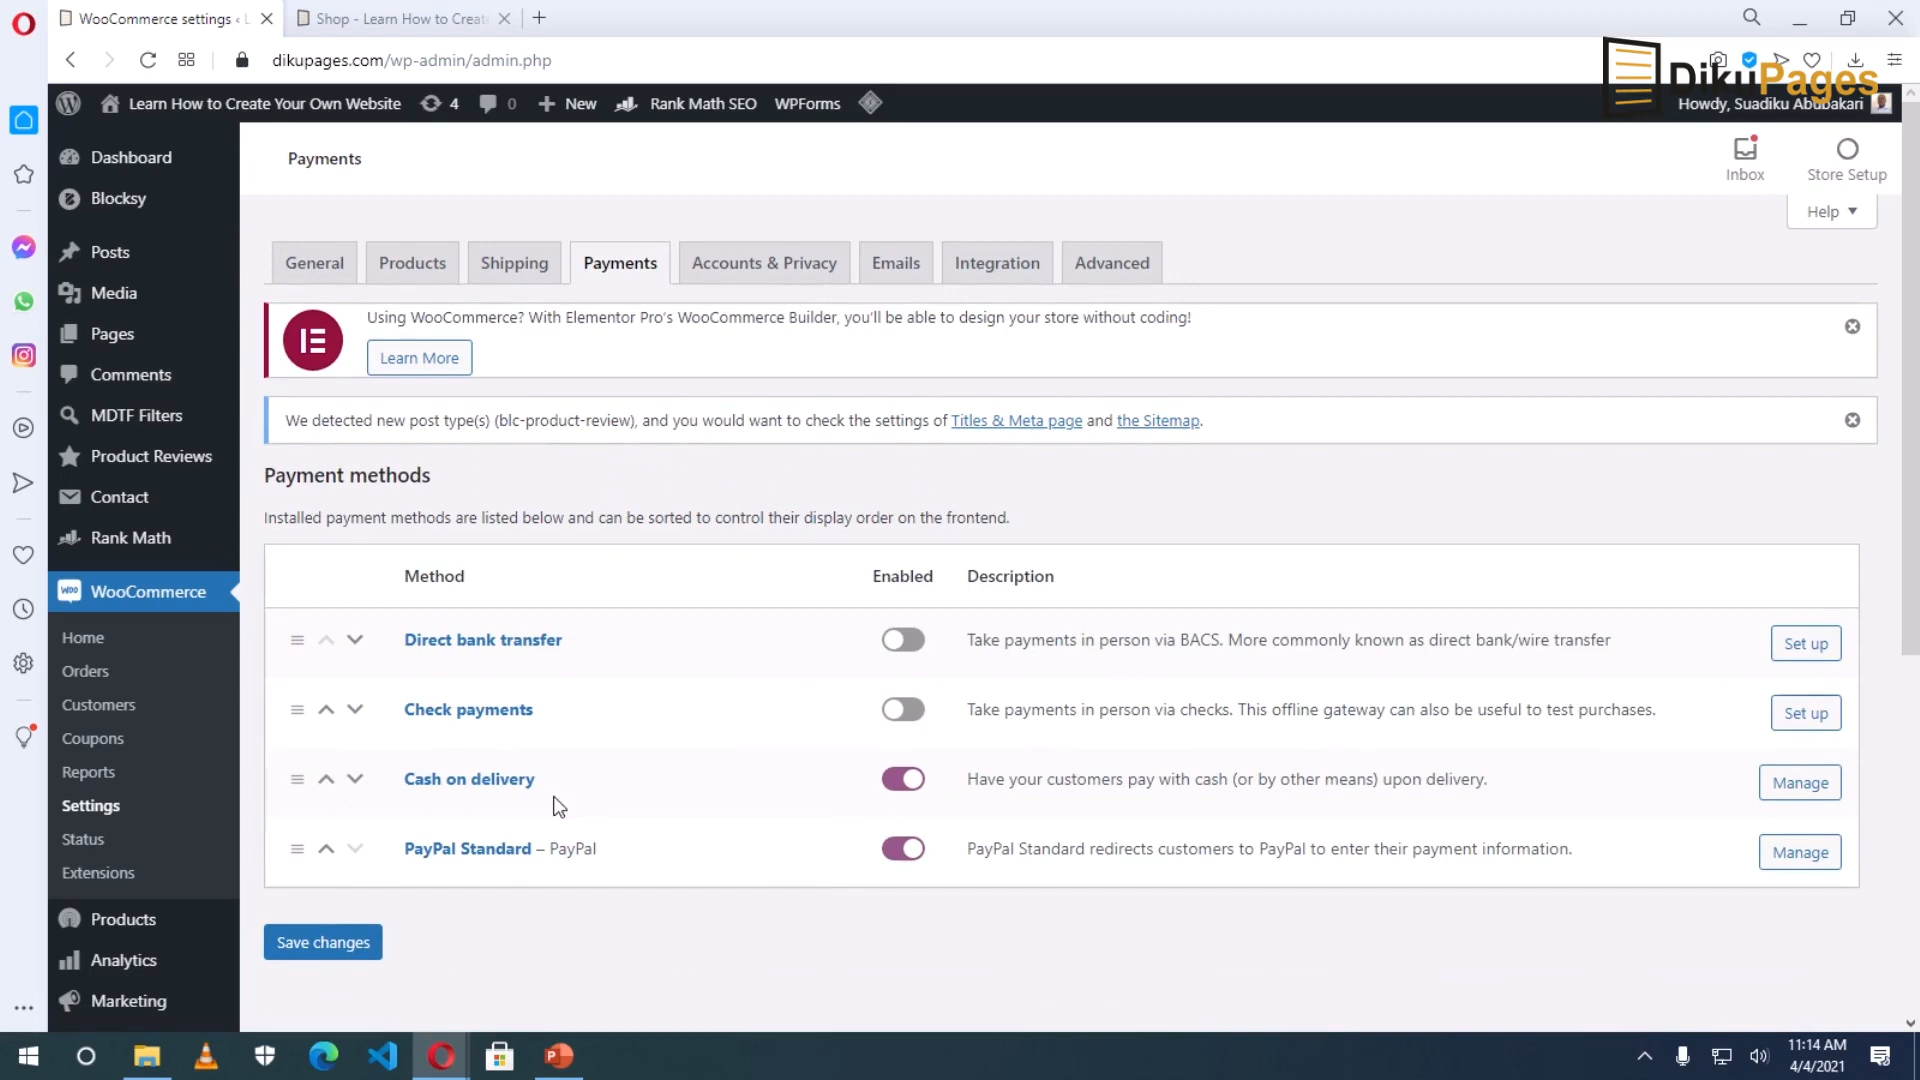 WooCommerce settings ‹ L
Shop - Learn How to Create
dikupages.com/wp-admin/admin.php
DikuPages
Learn How to Create Your Own Website
4
0
New
Rank Math SEO
WPForms
Howdy, Suadiku Abubakari
Dashboard
Blocksy
Posts
Media
Pages
Comments
MDTF Filters
Product Reviews
Contact
Rank Math
WOO
WooCommerce
Home
Orders
Customers
Coupons
Reports
Settings
Status
Extensions
Products
Analytics
Marketing
Payments
Inbox
Store Setup
Help
General
Products
Shipping
Payments
Accounts & Privacy
Emails
Integration
Advanced
Using WooCommerce? With Elementor Pro's WooCommerce Builder, you'll be able to design your store without coding!
Learn More
We detected new post type(s) (blc-product-review), and you would want to check the settings of Titles & Meta page and the Sitemap.
Payment methods
Installed payment methods are listed below and can be sorted to control their display order on the frontend.
Method Enabled Description
Direct bank transfer Take payments in person via BACS. More commonly known as direct bank/wire transfer Set up
Check payments Take payments in person via checks. This offline gateway can also be useful to test purchases. Set up
Cash on delivery Have your customers pay with cash (or by other means) upon delivery. Manage
PayPal Standard – PayPal PayPal Standard redirects customers to PayPal to enter their payment information. Manage
Save changes
11:14 AM
4/4/2021